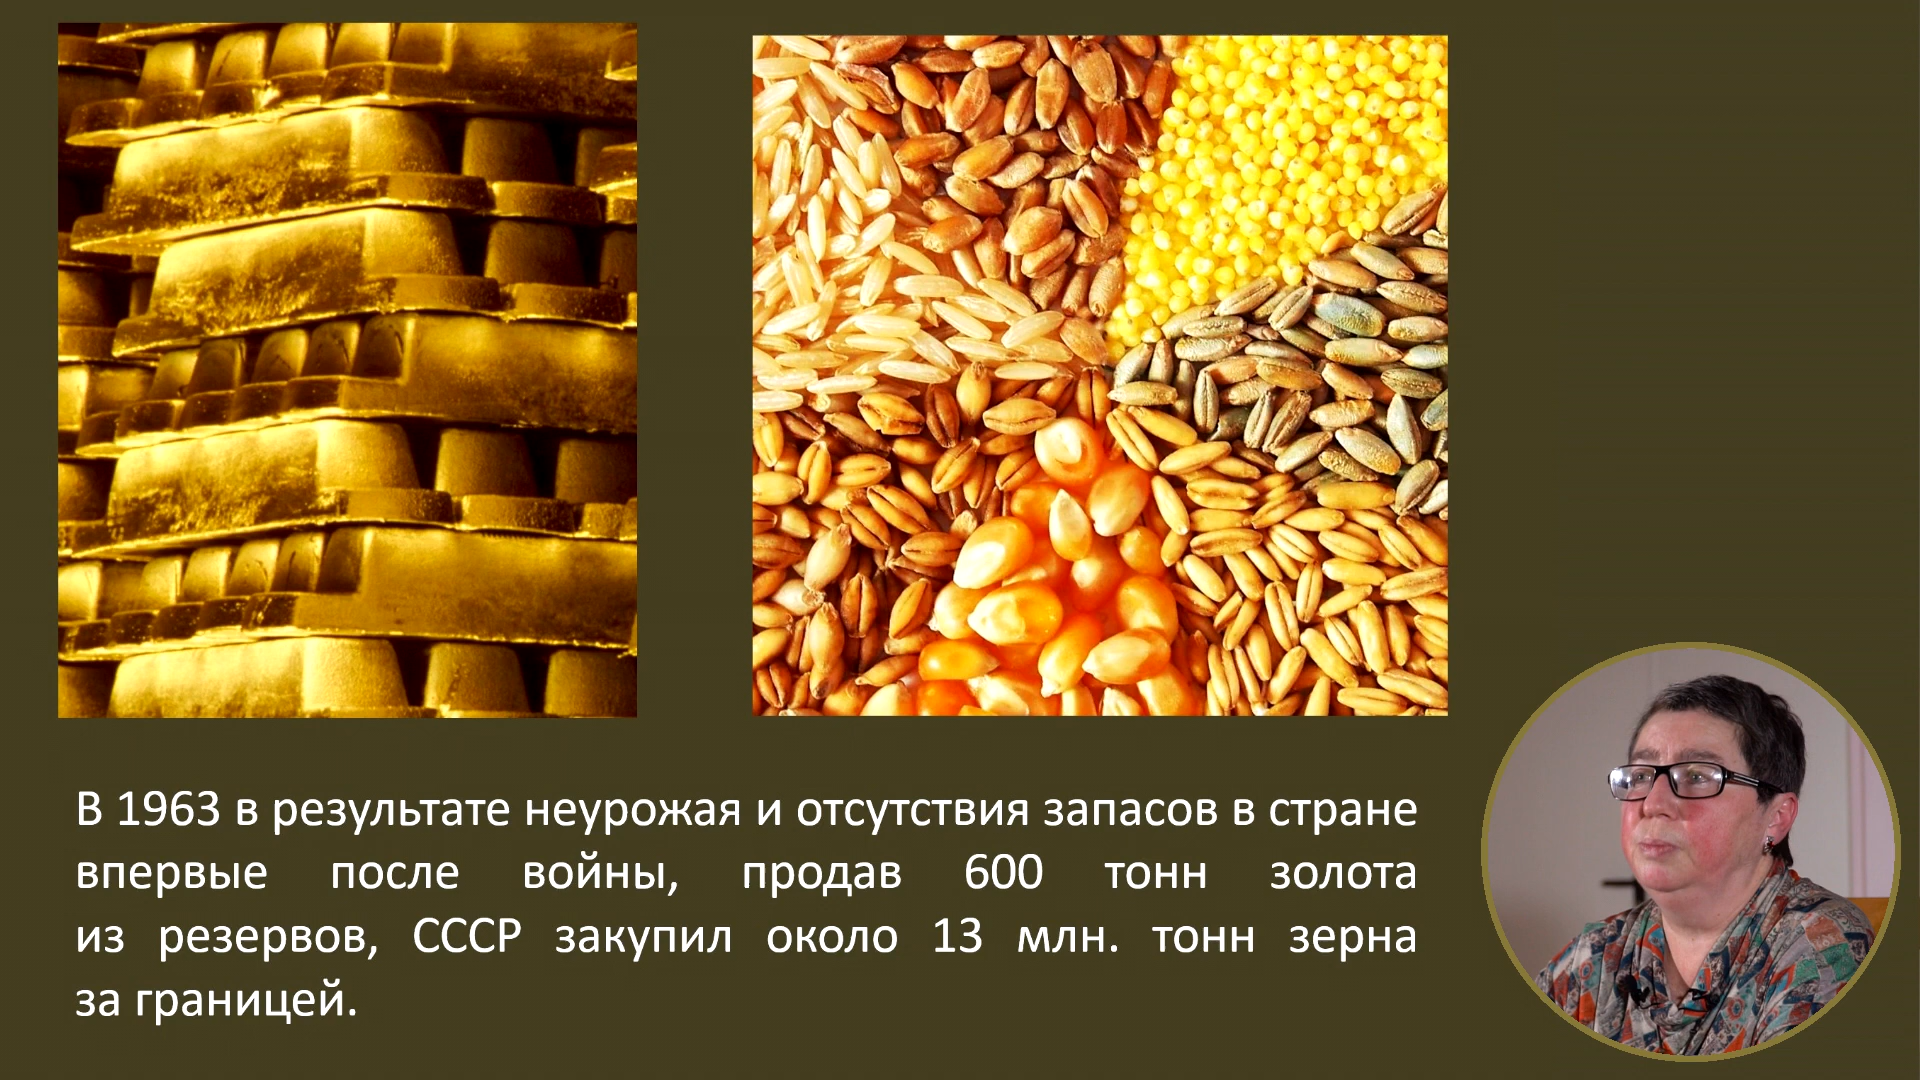 В 1963 в результате неурожая и отсутствия запасов в стране
впервые после войны, продав 600 тонн золота
из резервов, СССР закупил около 13 млн. тонн зерна
за границей.